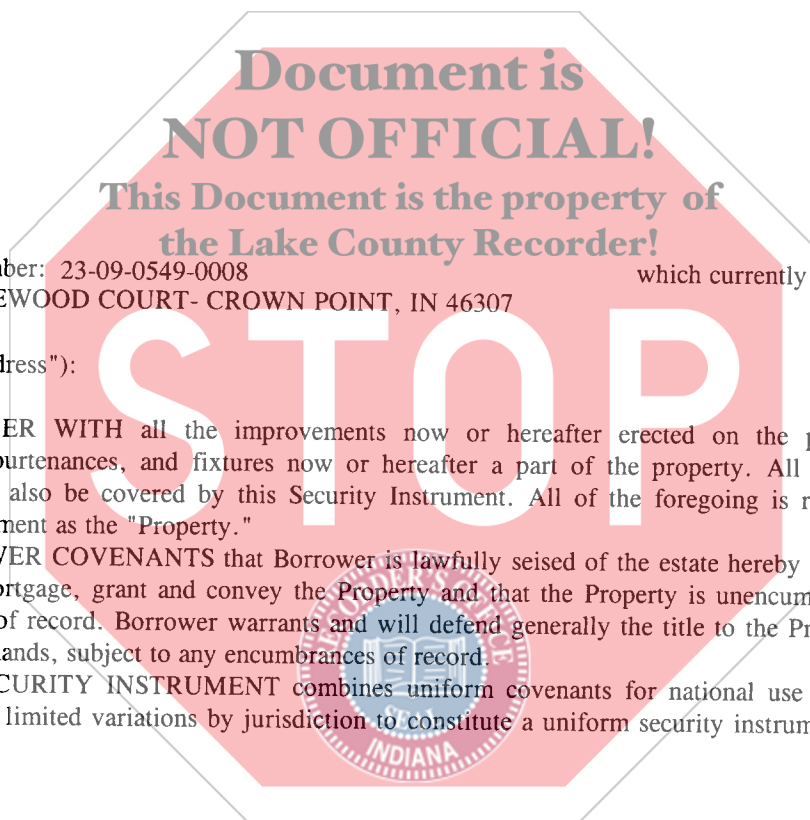 Document is
NOT OFFICIAL!
This Document is the property of
the Lake County Recorder!
ber: 23-09-0549-0008 which currently
EWOOD COURT- CROWN POINT, IN 46307
dress"):
STOP
ER WITH all the improvements now or hereafter erected on the
purtenances, and fixtures now or hereafter a part of the property. All
also be covered by this Security Instrument. All of the foregoing is r
ment as the "Property."
VER COVENANTS that Borrower is lawfully seised of the estate hereby
ortgage, grant and convey the Property and that the Property is unencum
of record. Borrower warrants and will defend generally the title to the Pr
ands, subject to any encumbrances of record.
CURITY INSTRUMENT combines uniform covenants for national use
limited variations by jurisdiction to constitute a uniform security instrum
RECORDER'S OFFICE
SEAL
INDIANA